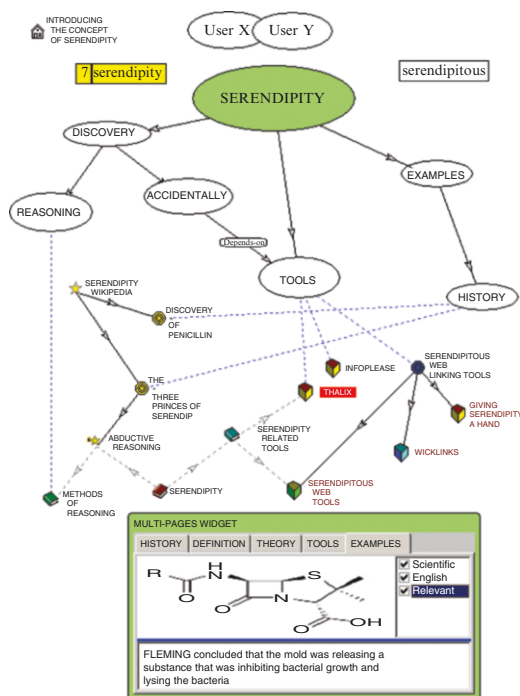 INTRODUCING
THE CONCEPT
OF SERENDIPITY
User X
User Y
7 serendipity
serendipitous
SERENDIPITY
DISCOVERY
EXAMPLES
REASONING
ACCIDENTALLY
Depends-on
TOOLS
HISTORY
SERENDIPITY
WIKIPEDIA
DISCOVERY
OF
PENICILLIN
INFOPLEASE
SERENDIPITOUS
WEB
LINKING TOOLS
THE
THREE
PRINCES OF
SERENDIP
THALIX
GIVING
SERENDIPITY
A HAND
ABDUCTIVE
REASONING
SERENDIPITY
RELATED
TOOLS
WICKLINKS
METHODS
OF
REASONING
SERENDIPITY
SERENDIPITOUS
WEB
TOOLS
MULTI-PAGES WIDGET
HISTORY DEFINITION THEORY TOOLS EXAMPLES
R
O
H
N
S
O
N
O
OH
Scientific
English
Relevant
FLEMING concluded that the mold was releasing a
substance that was inhibiting bacterial growth and
lysing the bacteria